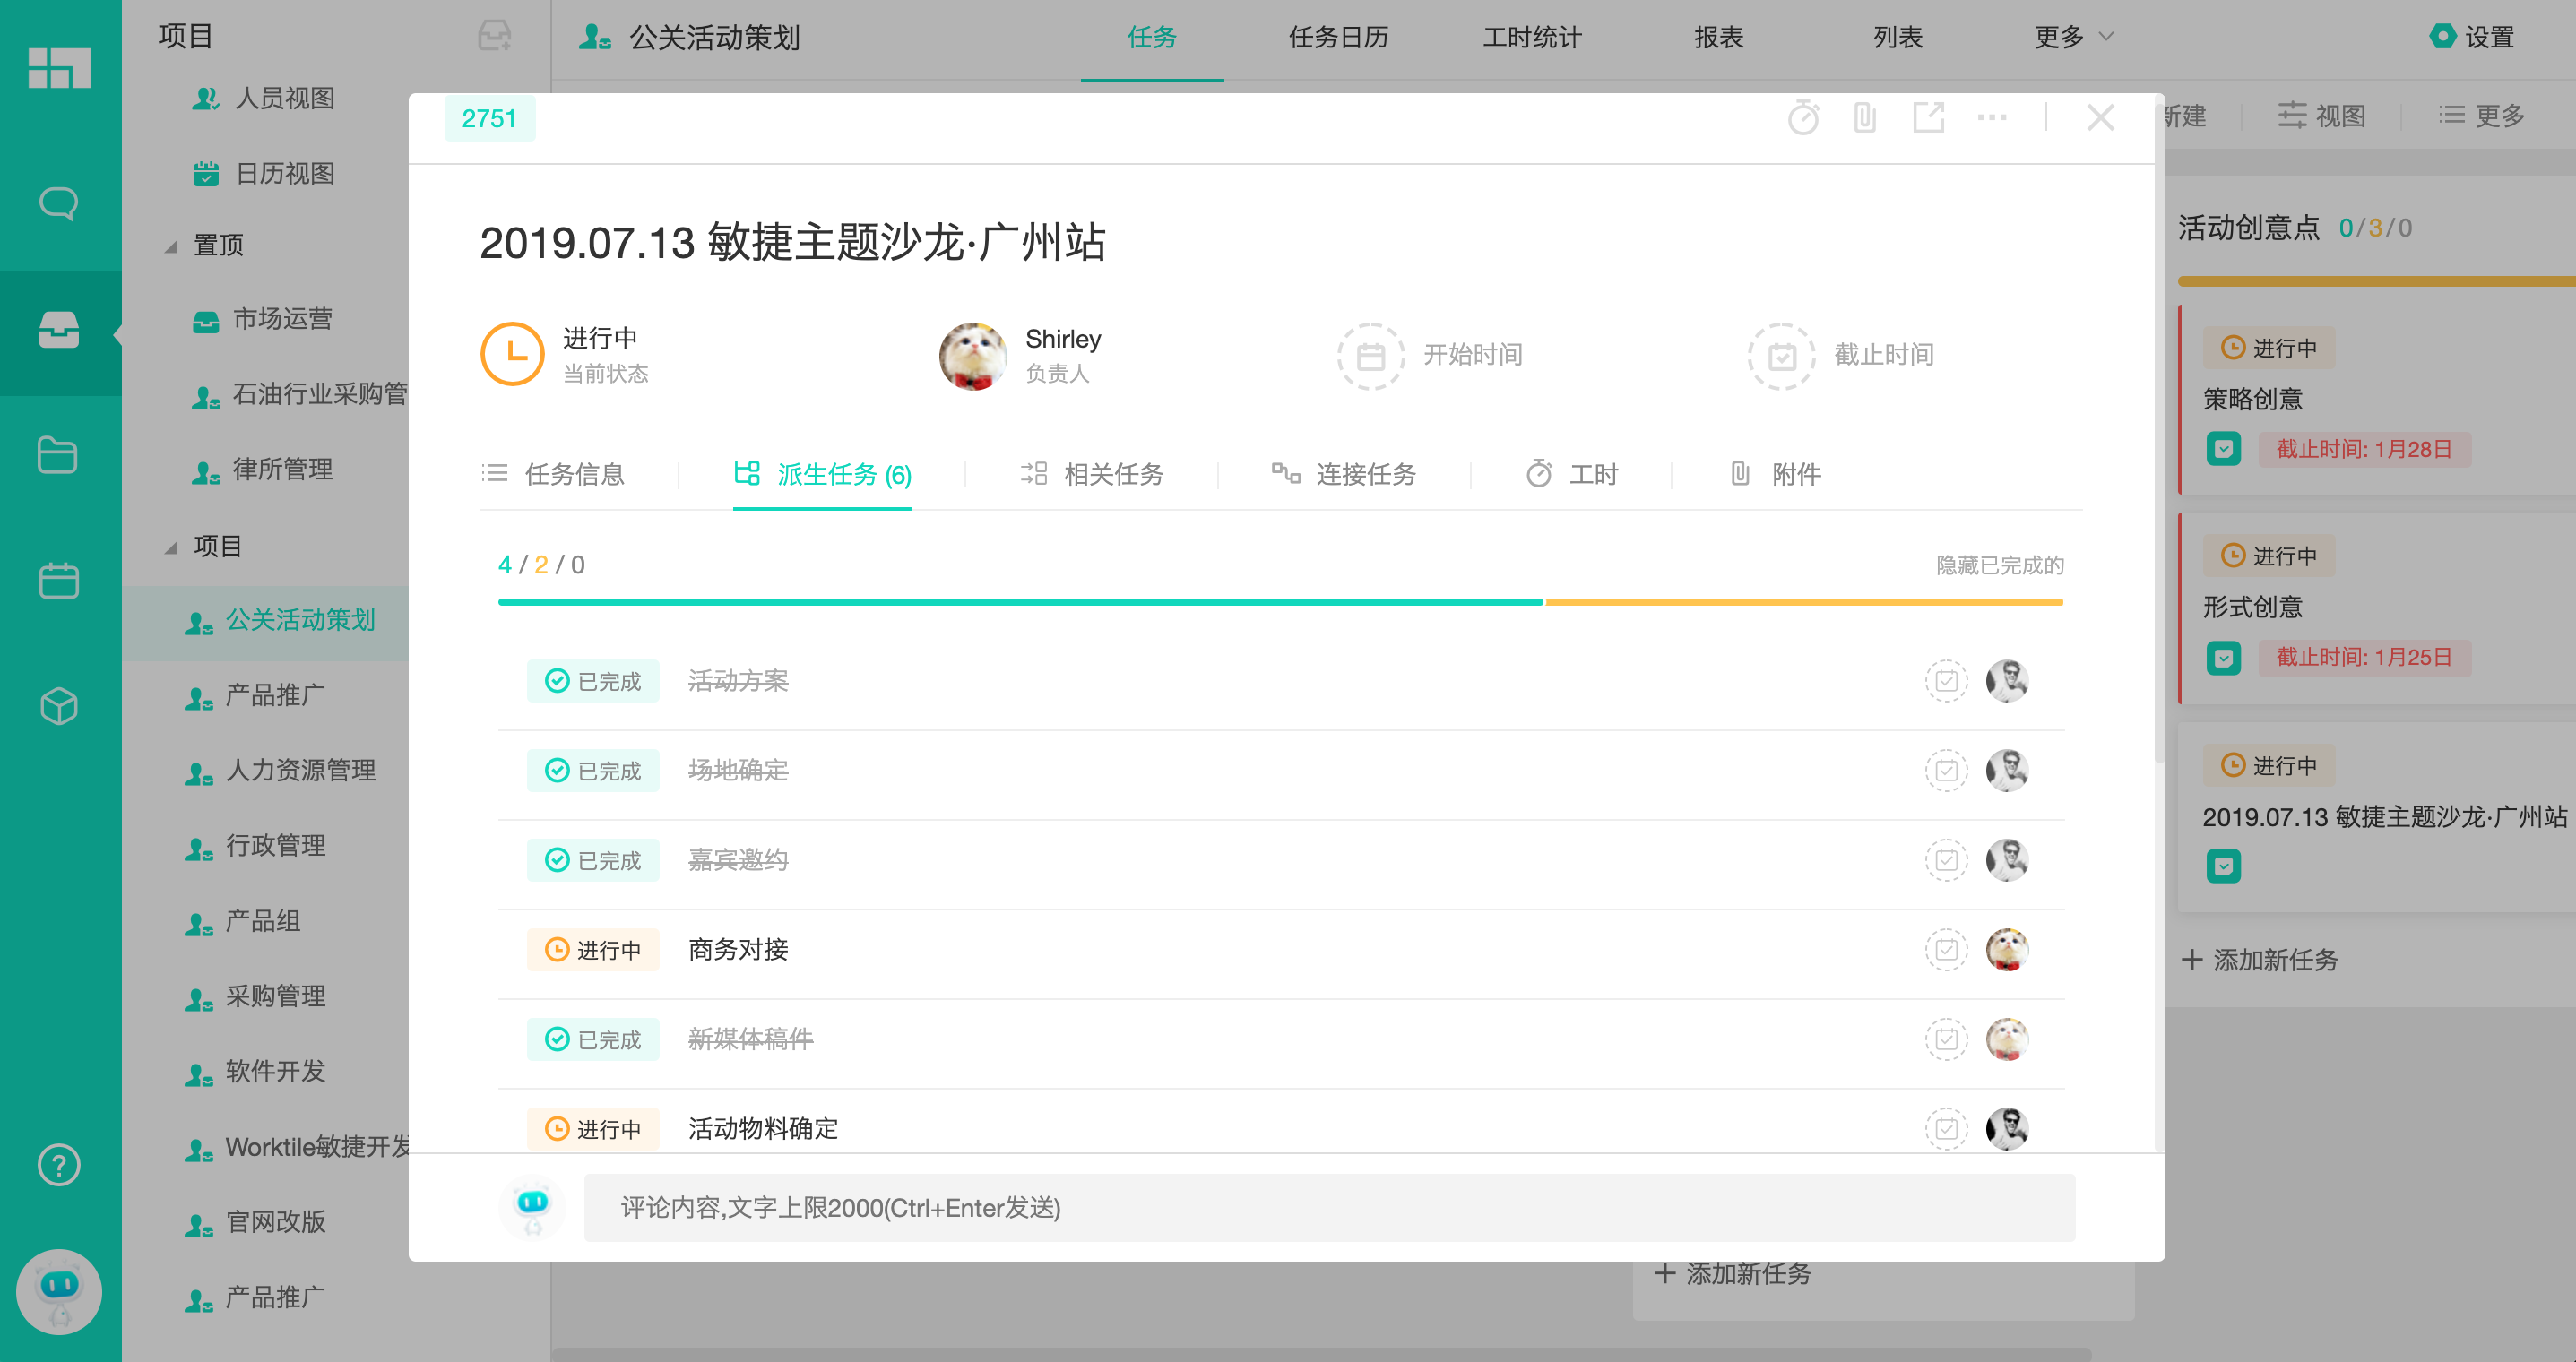 项目
人员视图
日历视图
置顶
市场运营
石油行业采购管
律所管理
项目
公关活动策划
产品推广
人力资源管理
行政管理
产品组
采购管理
软件开发
Worktile敏捷开发
官网改版
产品推广
公关活动策划
任务
任务日历
工时统计
报表
列表
更多
设置
新建
视图
更多
2751
2019.07.13 敏捷主题沙龙·广州站
进行中
当前状态
Shirley
负责人
开始时间
截止时间
任务信息
派生任务 (6)
相关任务
连接任务
工时
附件
4 / 2 / 0
隐藏已完成的
已完成 活动方案
已完成 场地确定
已完成 嘉宾邀约
进行中 商务对接
已完成 新媒体稿件
进行中 活动物料确定
评论内容,文字上限2000(Ctrl+Enter发送)
活动创意点 0/3/0
进行中
策略创意
截止时间: 1月28日
进行中
形式创意
截止时间: 1月25日
进行中
2019.07.13 敏捷主题沙龙·广州站
+ 添加新任务
+ 添加新任务